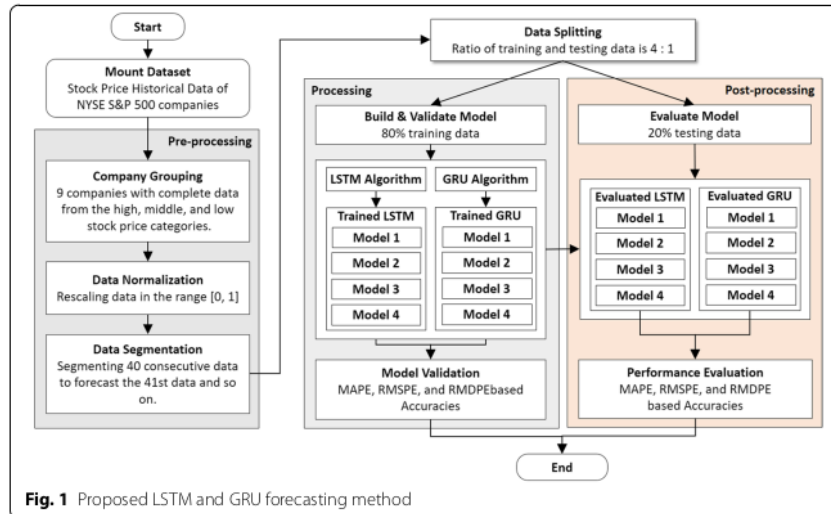 Start
Mount Dataset
Stock Price Historical Data of
NYSE S&P 500 companies
Pre-processing
Company Grouping
9 companies with complete data
from the high, middle, and low
stock price categories.
Data Normalization
Rescaling data in the range [0, 1]
Data Segmentation
Segmenting 40 consecutive data
to forecast the 41st data and so
on.
Data Splitting
Ratio of training and testing data is 4 : 1
Processing
Build & Validate Model
80% training data
LSTM Algorithm
GRU Algorithm
Trained LSTM
Model 1
Model 2
Model 3
Model 4
Trained GRU
Model 1
Model 2
Model 3
Model 4
Model Validation
MAPE, RMSPE, and RMDPEbased
Accuracies
Post-processing
Evaluate Model
20% testing data
Evaluated LSTM
Model 1
Model 2
Model 3
Model 4
Evaluated GRU
Model 1
Model 2
Model 3
Model 4
Performance Evaluation
MAPE, RMSPE, and RMDPE
based Accuracies
End
Fig. 1 Proposed LSTM and GRU forecasting method